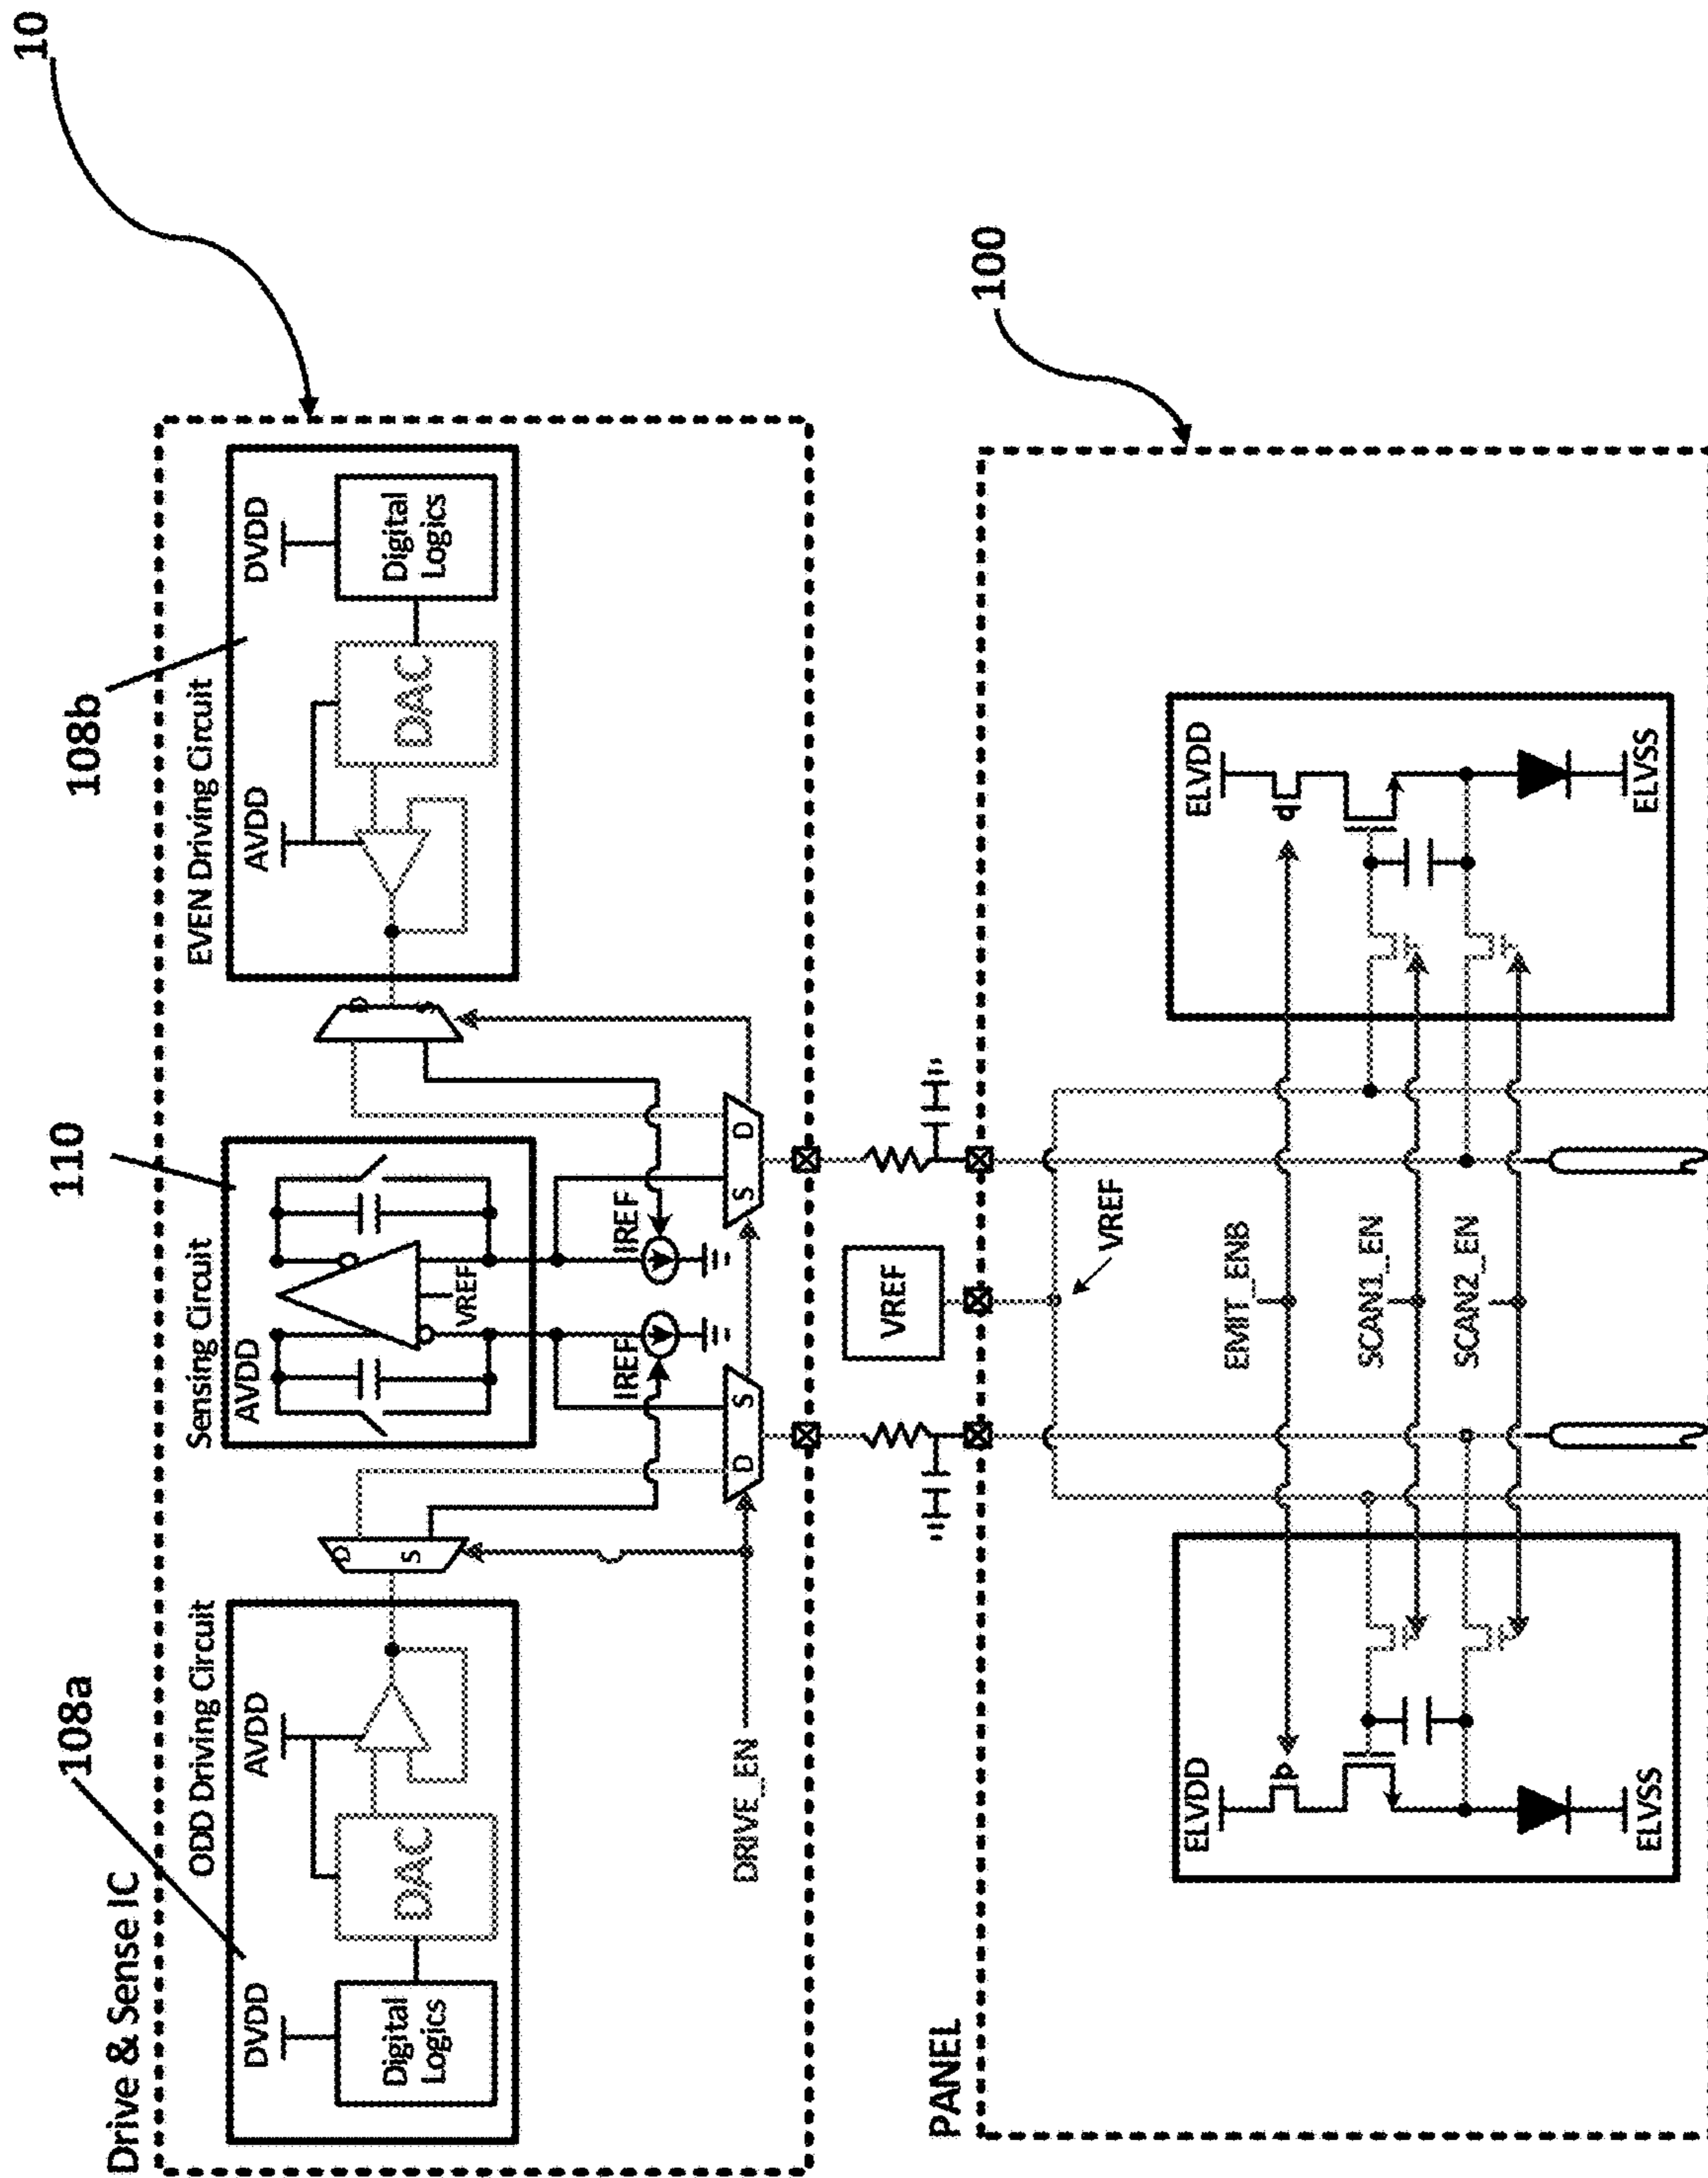 10
Drive & Sense IC
108a
110
108b
ODD Driving Circuit
Sensing Circuit
EVEN Driving Circuit
DVDD
AVDD
AVDD
AVDD
DVDD
Digital
Logics
DAC
VREF
DAC
Digital
Logics
D
S
D
S
IREF
IREF
DRIVE_EN
D
S
S
D
VREF
PANEL
100
VREF
ELVDD
EMIT_ENB
ELVDD
SCAN1_EN
SCAN2_EN
ELVSS
ELVSS